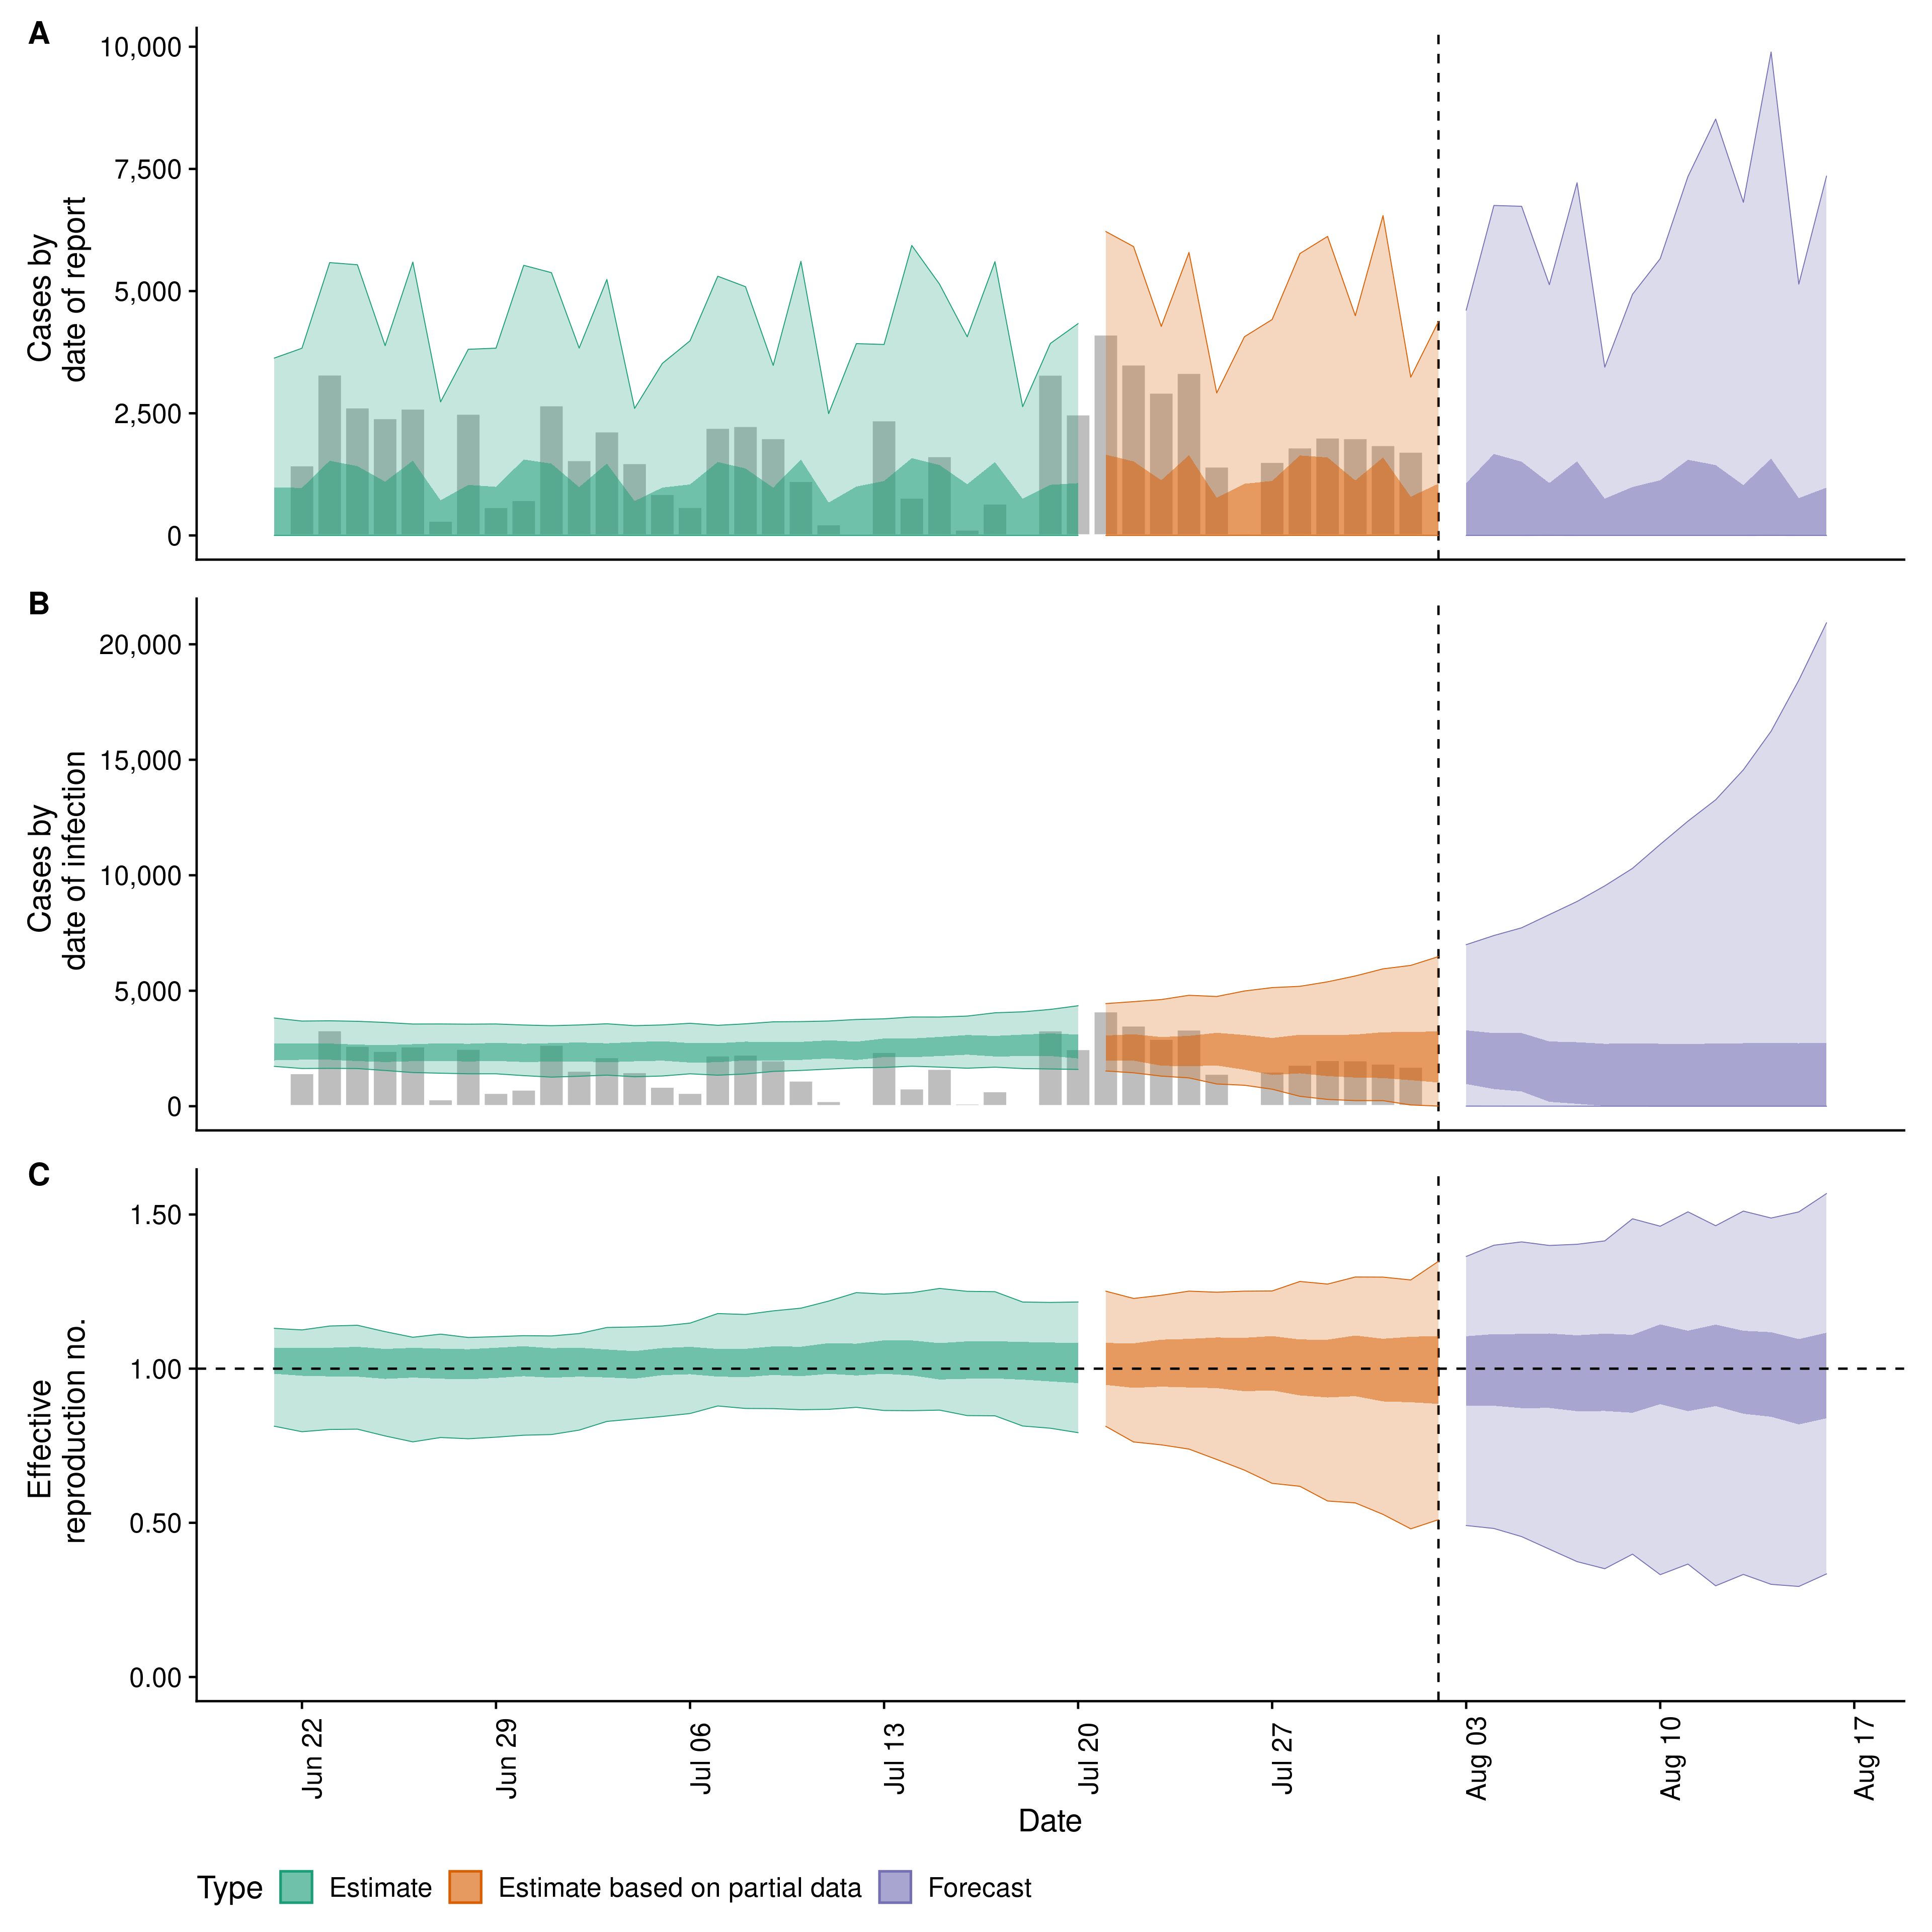 A
Cases by
date of report
10,000
7,500
5,000
2,500
0
B
Cases by
date of infection
20,000
15,000
10,000
5,000
0
C
Effective
reproduction no.
1.50
1.00
0.50
0.00
Jun 22
Jun 29
Jul 06
Jul 13
Jul 20
Jul 27
Aug 03
Aug 10
Aug 17
Date
Type Estimate Estimate based on partial data Forecast